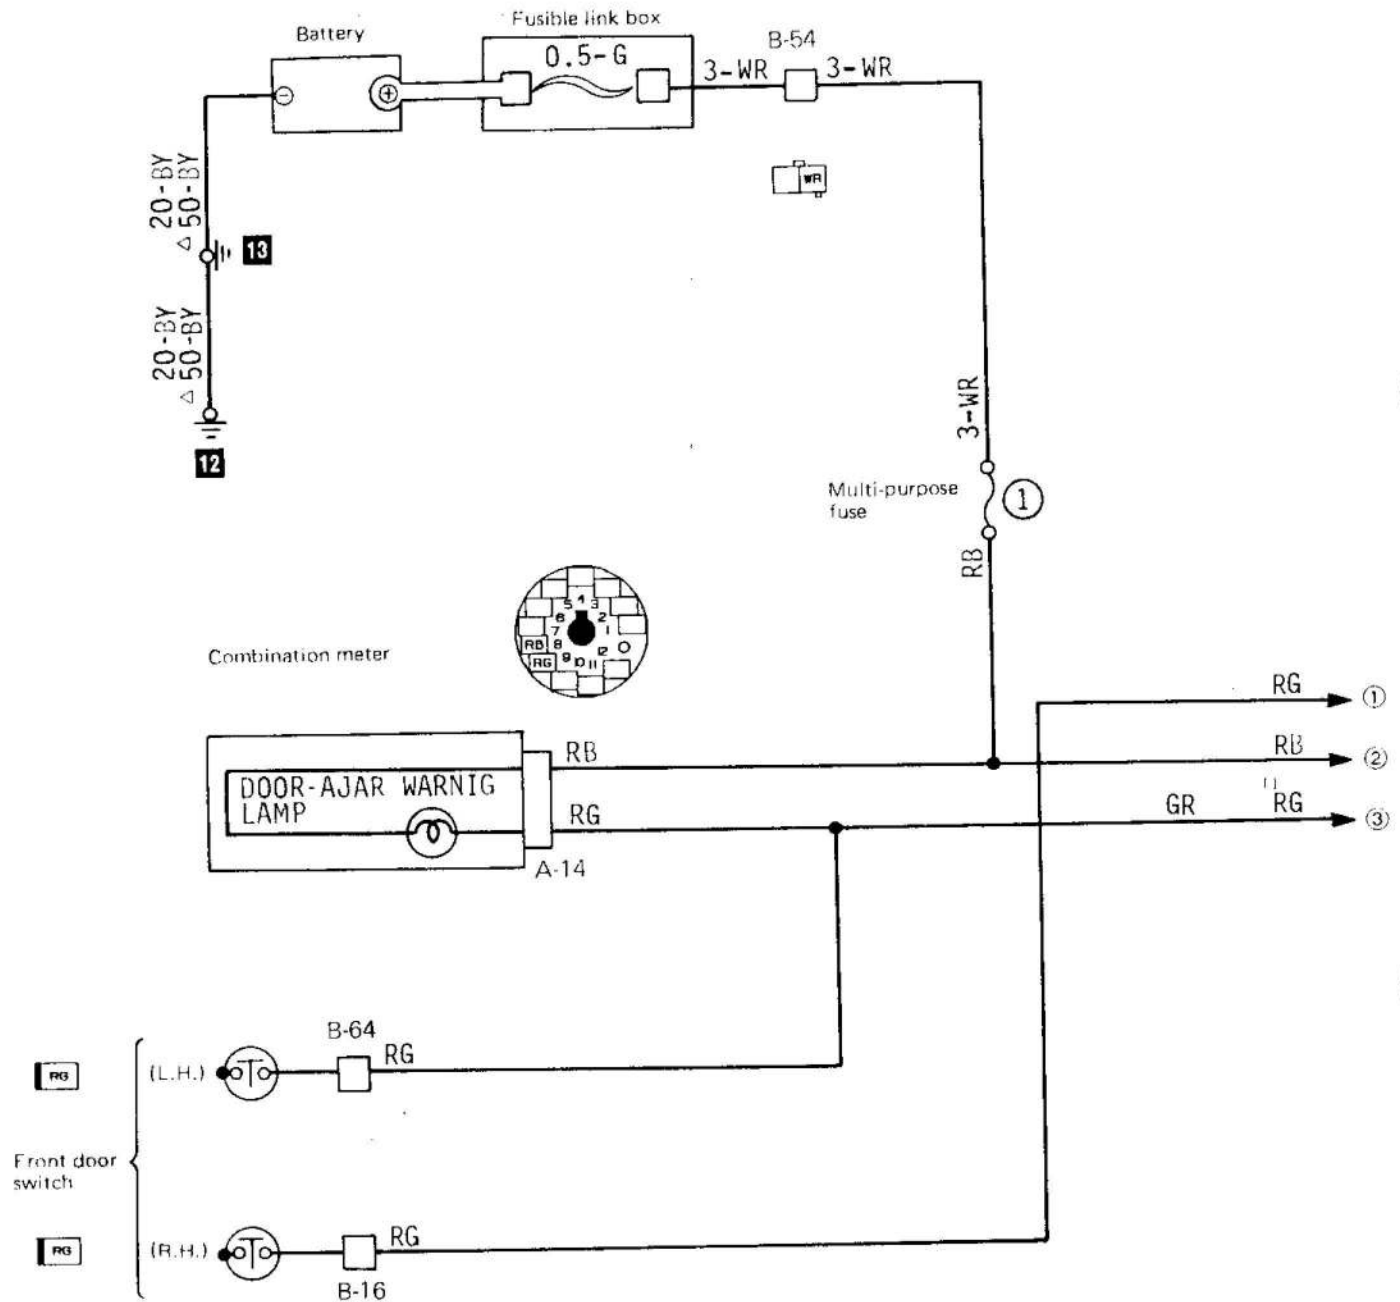 Fusible link box
Battery
0.5-G
B-54
3-WR
3-WR
WR
20-BY
△ 50-BY
13
20-BY
△ 50-BY
12
3-WR
Multi-purpose
fuse
1
RB
Combination meter
4
5 3
6 2
7 1
RB 8
RG 9 10 11 12
RG ①
RB
RB ②
DOOR-AJAR WARNIG
LAMP
RG
GR
RG ③
A-14
B-64
RG
RG
(L.H.)
Front door
switch
RG
(R.H.)
RG
B-16